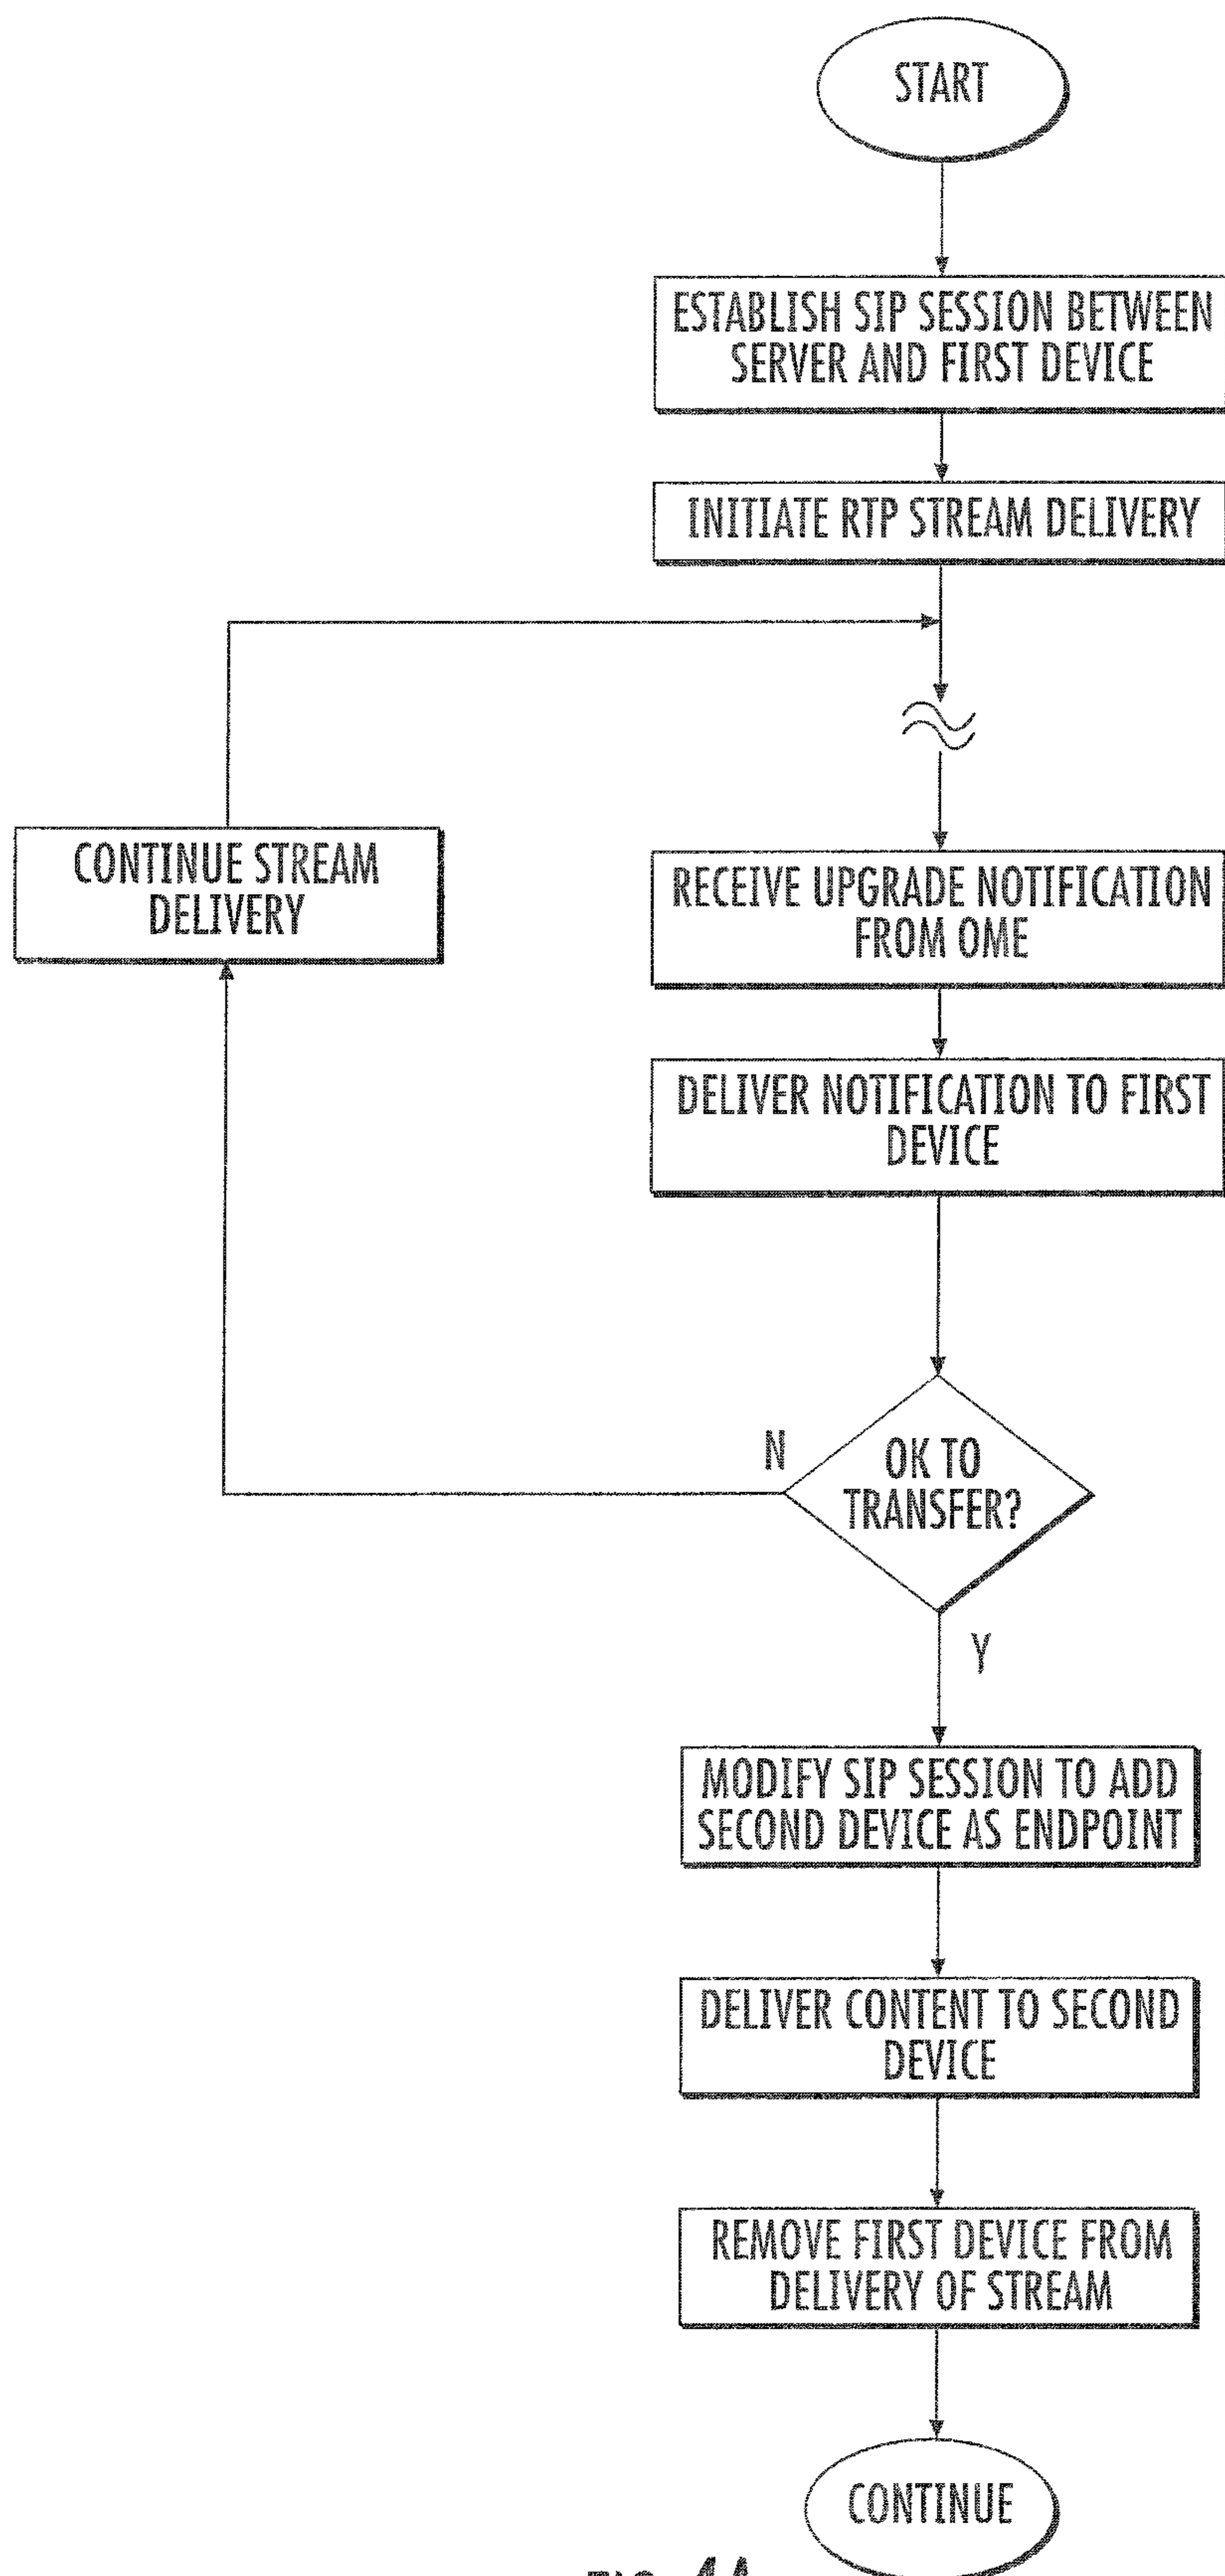 START
ESTABLISH SIP SESSION BETWEEN
SERVER AND FIRST DEVICE
INITIATE RTP STREAM DELIVERY
CONTINUE STREAM
DELIVERY
RECEIVE UPGRADE NOTIFICATION
FROM OME
DELIVER NOTIFICATION TO FIRST
DEVICE
N
OK TO
TRANSFER?
Y
MODIFY SIP SESSION TO ADD
SECOND DEVICE AS ENDPOINT
DELIVER CONTENT TO SECOND
DEVICE
REMOVE FIRST DEVICE FROM
DELIVERY OF STREAM
CONTINUE